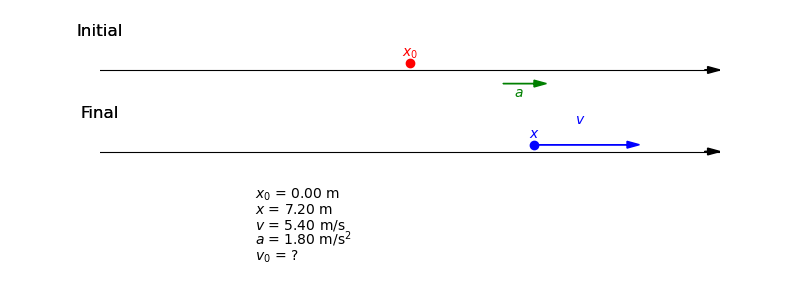 Initial
x₀
a
Final
v
x
x₀ = 0.00 m
x = 7.20 m
v = 5.40 m/s
a = 1.80 m/s²
v₀ = ?